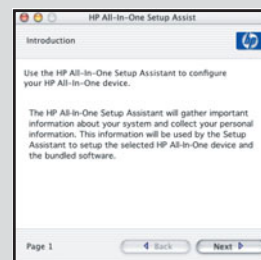 HP All-In-One Setup Assist
Introduction
hp
Use the HP All-In-One Setup Assistant to configure
your HP All-In-One device.
The HP All-In-One Setup Assistant will gather important
information about your system and collect your personal
information. This information will be used by the Setup
Assistant to setup the selected HP All-In-One device and
the bundled software.
Page 1
Back
Next